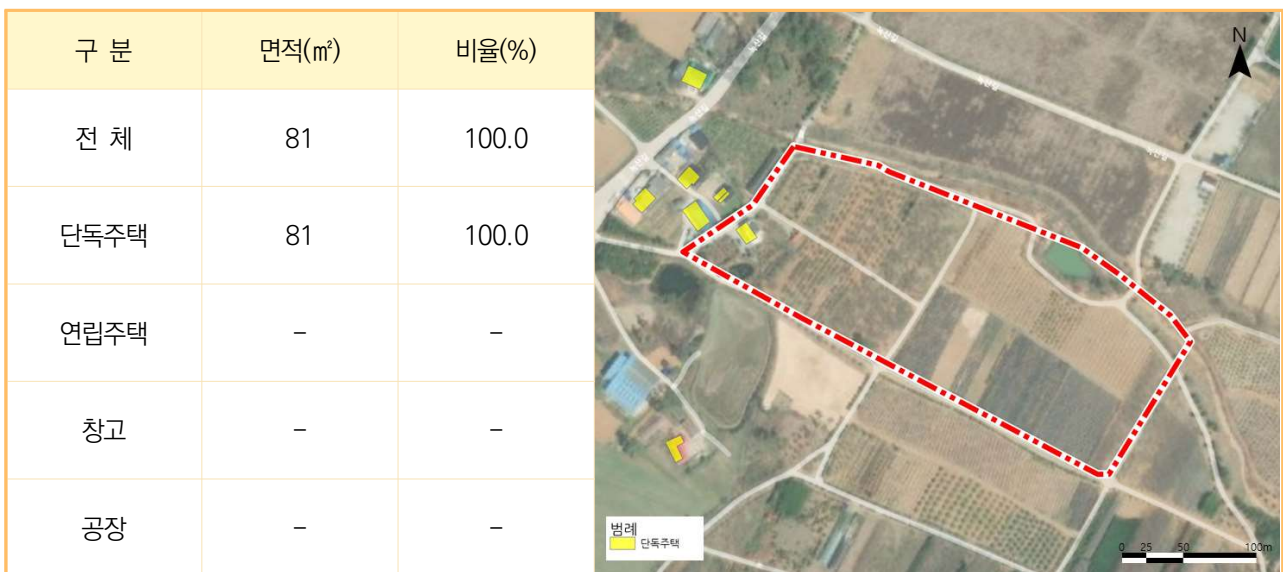 구 분 면적(㎡) 비율(%)
전 체 81 100.0
단독주택 81 100.0
연립주택 - -
창고 - -
공장 - -
N
범례
단독주택
0 25 50 100m